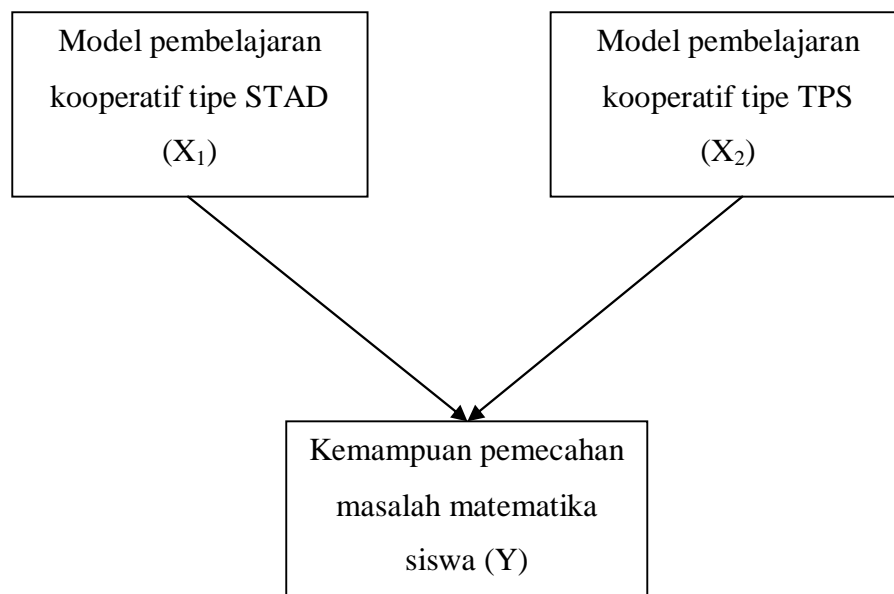 Model pembelajaran
kooperatif tipe STAD
(X₁)
Model pembelajaran
kooperatif tipe TPS
(X₂)
Kemampuan pemecahan
masalah matematika
siswa (Y)